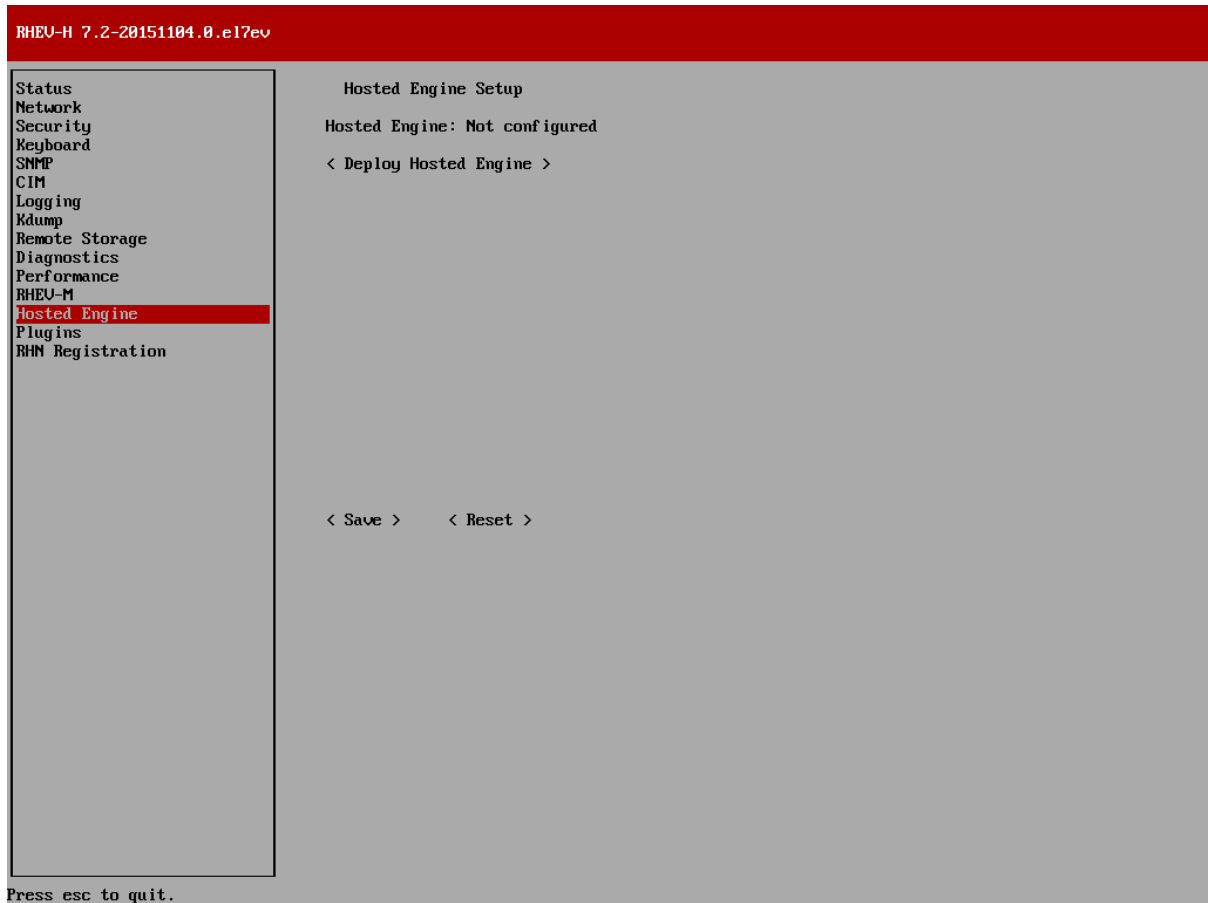 RHEV-H 7.2-20151104.0.el7ev
Status
Network
Security
Keyboard
SNMP
CIM
Logging
Kdump
Remote Storage
Diagnostics
Performance
RHEV-M
Hosted Engine
Plugins
RHN Registration
Hosted Engine Setup
Hosted Engine: Not configured
< Deploy Hosted Engine >
< Save > < Reset >
Press esc to quit.